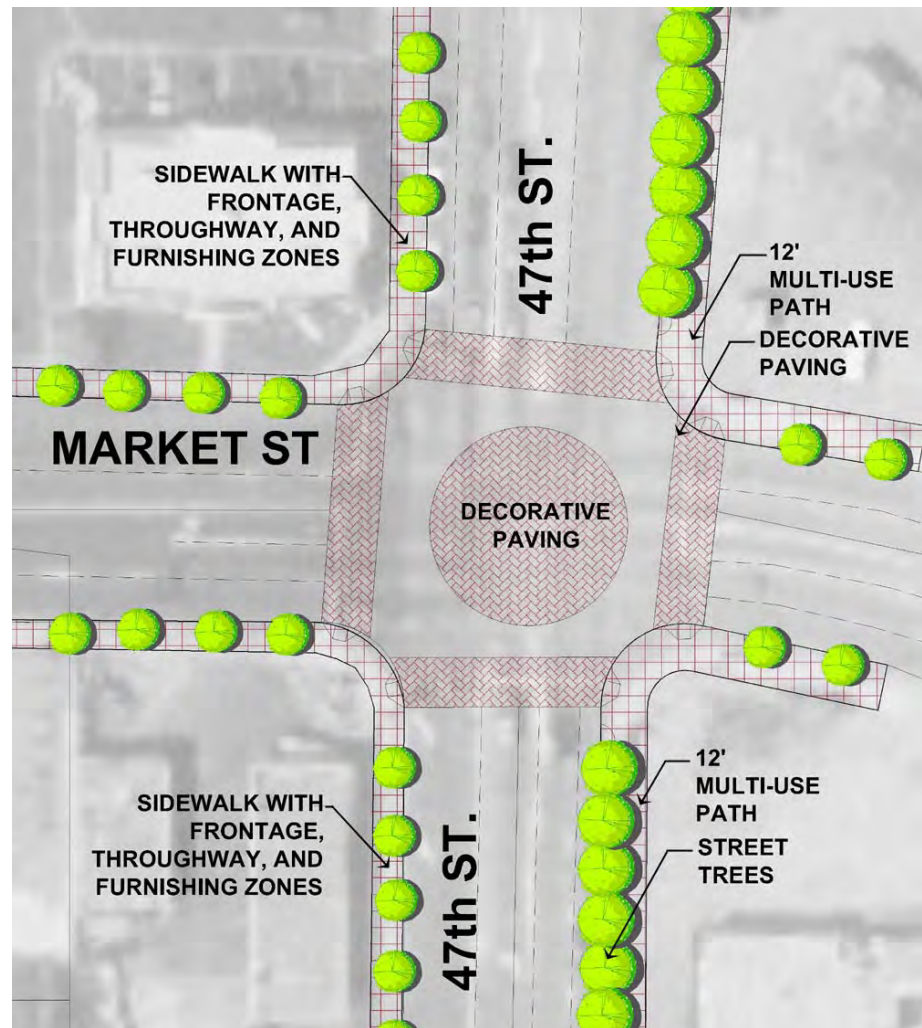 SIDEWALK WITH
FRONTAGE,
THROUGHWAY, AND
FURNISHING ZONES
47th ST.
12'
MULTI-USE
PATH
DECORATIVE
PAVING
MARKET ST
DECORATIVE
PAVING
12'
MULTI-USE
PATH
STREET
TREES
SIDEWALK WITH
FRONTAGE,
THROUGHWAY, AND
FURNISHING ZONES
47th ST.